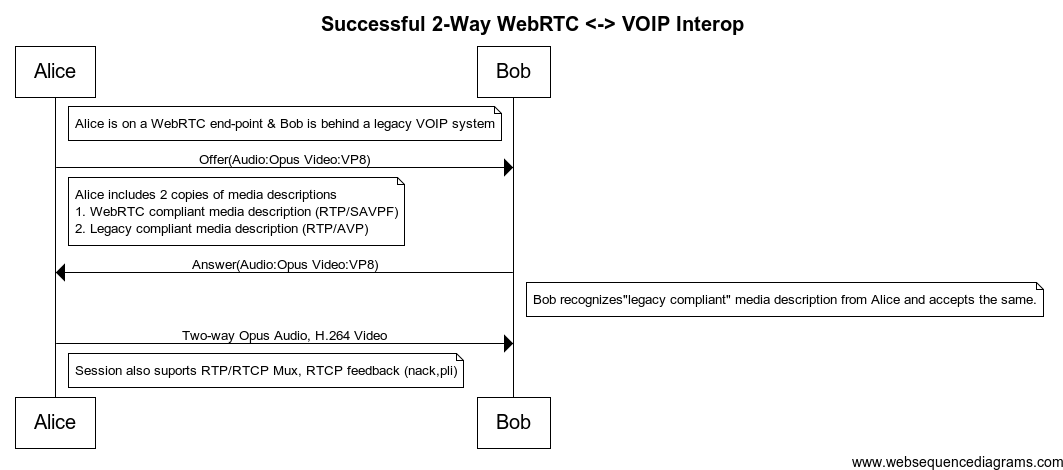 Successful 2-Way WebRTC <-> VOIP Interop
Alice
Bob
Alice is on a WebRTC end-point & Bob is behind a legacy VOIP system
Offer(Audio:Opus Video:VP8)
Alice includes 2 copies of media descriptions
1. WebRTC compliant media description (RTP/SAVPF)
2. Legacy compliant media description (RTP/AVP)
Answer(Audio:Opus Video:VP8)
Bob recognizes"legacy compliant" media description from Alice and accepts the same.
Two-way Opus Audio, H.264 Video
Session also suports RTP/RTCP Mux, RTCP feedback (nack,pli)
Alice
Bob
www.websequencediagrams.com